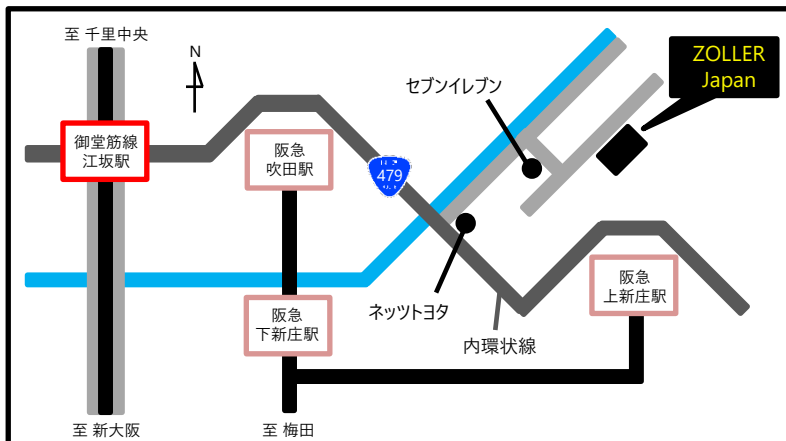 至 千里中央
N
ZOLLER
Japan
セブンイレブン
御堂筋線
江坂駅
阪急
吹田駅
479
阪急
上新庄駅
ネッツトヨタ
阪急
下新庄駅
内環状線
至 新大阪
至 梅田